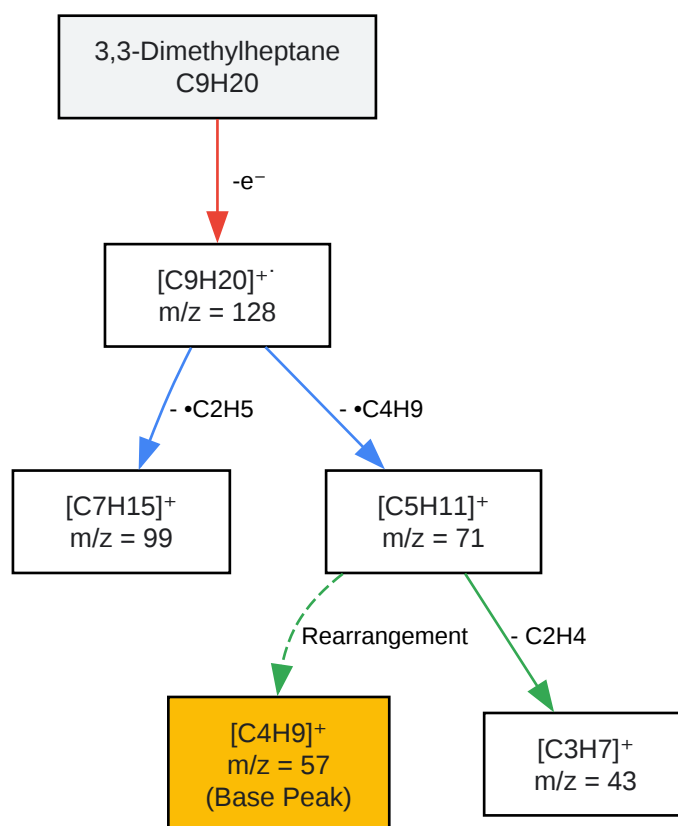 3,3-Dimethylheptane
C9H20
-e⁻
[C9H20]⁺˙
m/z = 128
- •C2H5
- •C4H9
[C7H15]⁺
m/z = 99
[C5H11]⁺
m/z = 71
Rearrangement
- C2H4
[C4H9]⁺
m/z = 57
(Base Peak)
[C3H7]⁺
m/z = 43